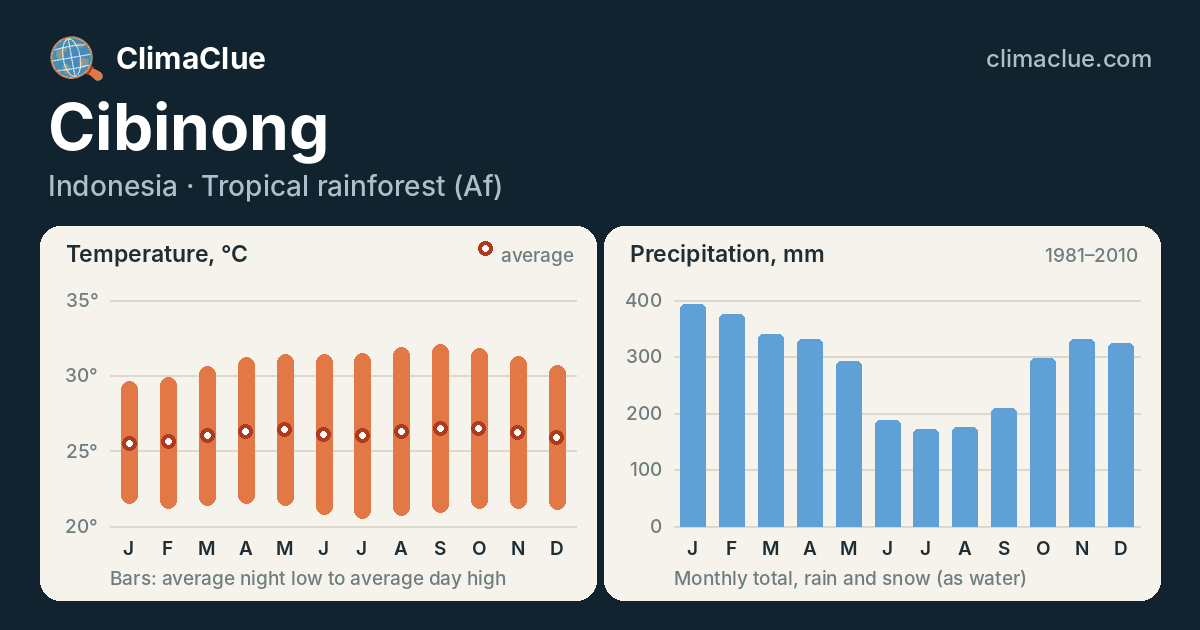 ClimaClue
climaclue.com
Cibinong
Indonesia · Tropical rainforest (Af)
Temperature, °C
average
35°
30°
25°
20°
J F M A M J J A S O N D
Bars: average night low to average day high
Precipitation, mm
1981–2010
400
300
200
100
0
J F M A M J J A S O N D
Monthly total, rain and snow (as water)